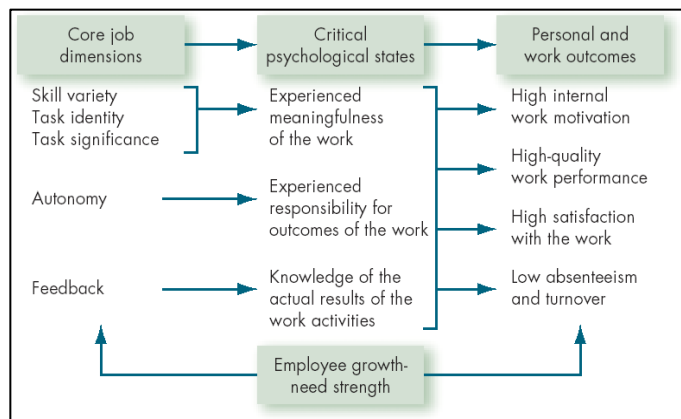 Core job
dimensions
Critical
psychological states
Personal and
work outcomes
Skill variety
Task identity
Task significance
Experienced
meaningfulness
of the work
High internal
work motivation
High-quality
work performance
Autonomy
Experienced
responsibility for
outcomes of the work
High satisfaction
with the work
Feedback
Knowledge of the
actual results of the
work activities
Low absenteeism
and turnover
Employee growth-
need strength